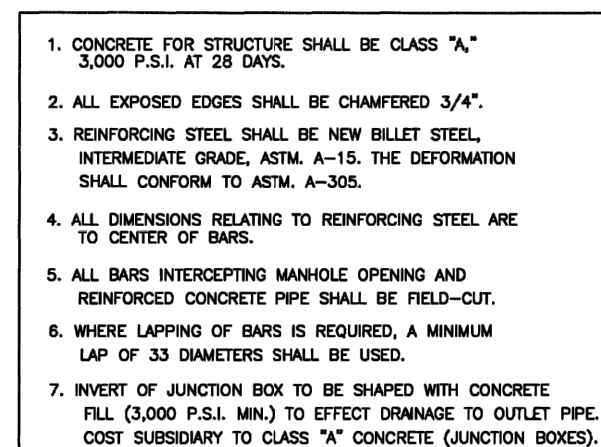 1. CONCRETE FOR STRUCTURE SHALL BE CLASS "A,"
3,000 P.S.I. AT 28 DAYS.
2. ALL EXPOSED EDGES SHALL BE CHAMFERED 3/4".
3. REINFORCING STEEL SHALL BE NEW BILLET STEEL,
INTERMEDIATE GRADE, ASTM. A-15. THE DEFORMATION
SHALL CONFORM TO ASTM. A-305.
4. ALL DIMENSIONS RELATING TO REINFORCING STEEL ARE
TO CENTER OF BARS.
5. ALL BARS INTERCEPTING MANHOLE OPENING AND
REINFORCED CONCRETE PIPE SHALL BE FIELD-CUT.
6. WHERE LAPPING OF BARS IS REQUIRED, A MINIMUM
LAP OF 33 DIAMETERS SHALL BE USED.
7. INVERT OF JUNCTION BOX TO BE SHAPED WITH CONCRETE
FILL (3,000 P.S.I. MIN.) TO EFFECT DRAINAGE TO OUTLET PIPE.
COST SUBSIDIARY TO CLASS "A" CONCRETE (JUNCTION BOXES).